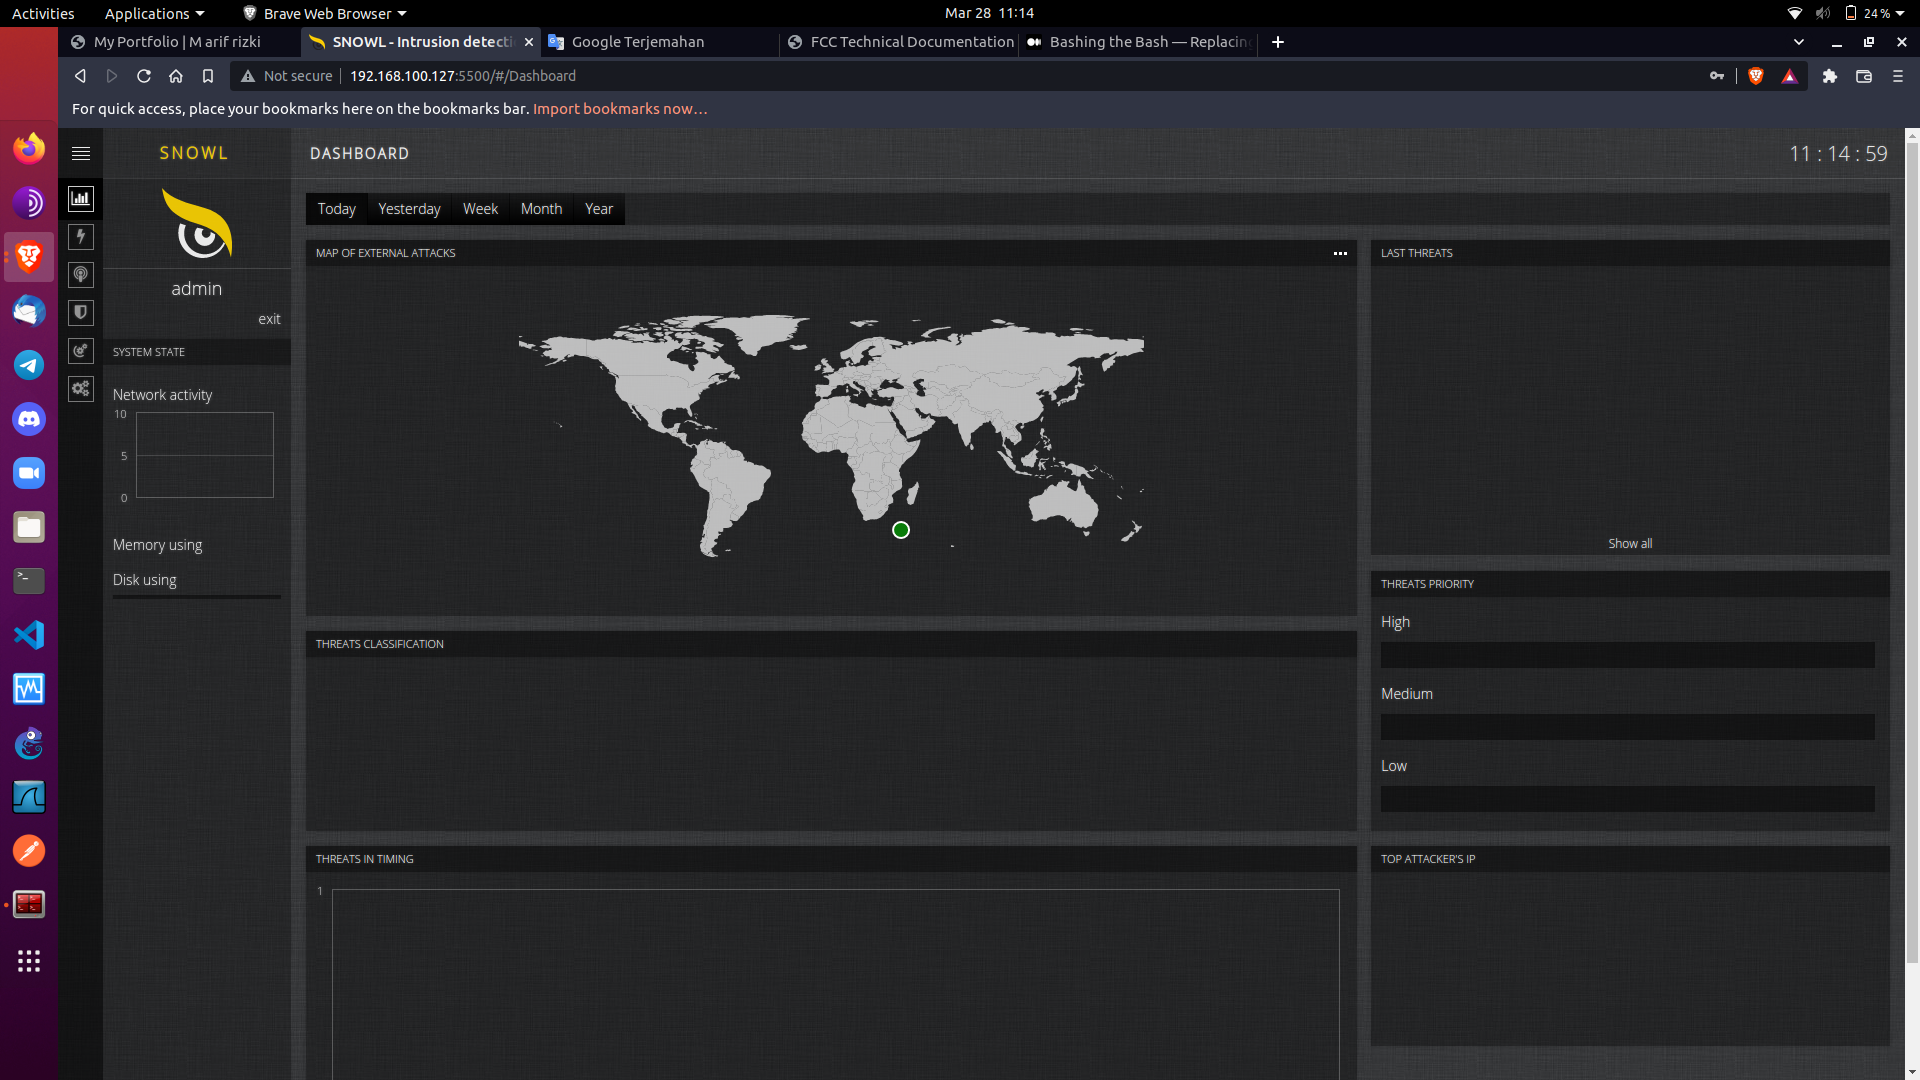 Activities
Applications
Brave Web Browser
Mar 28 11:14
24 %
My Portfolio | M arif rizki
SNOWL - Intrusion detecti
Google Terjemahan
FCC Technical Documentation
Bashing the Bash — Replacing
Not secure
192.168.100.127:5500/#/Dashboard
For quick access, place your bookmarks here on the bookmarks bar. Import bookmarks now…
SNOWL
DASHBOARD
11 : 14 : 59
admin
exit
SYSTEM STATE
Network activity
10
5
0
Memory using
Disk using
Today
Yesterday
Week
Month
Year
MAP OF EXTERNAL ATTACKS
LAST THREATS
Show all
THREATS CLASSIFICATION
THREATS PRIORITY
High
Medium
Low
THREATS IN TIMING
1
TOP ATTACKER'S IP